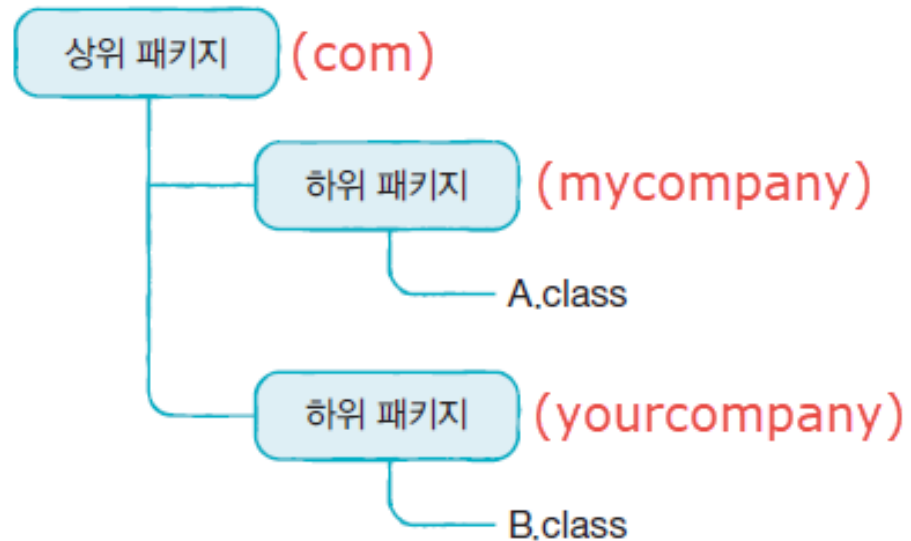 상위 패키지 (com)
하위 패키지 (mycompany)
A.class
하위 패키지 (yourcompany)
B.class